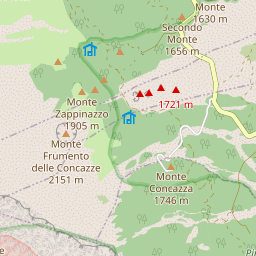 Monte
1630 m
Secondo
Monte
1656 m
1721 m
Monte
Zappinazzo
1905 m
Monte
Frumento
delle Concazze
2151 m
Monte
Concazza
1746 m